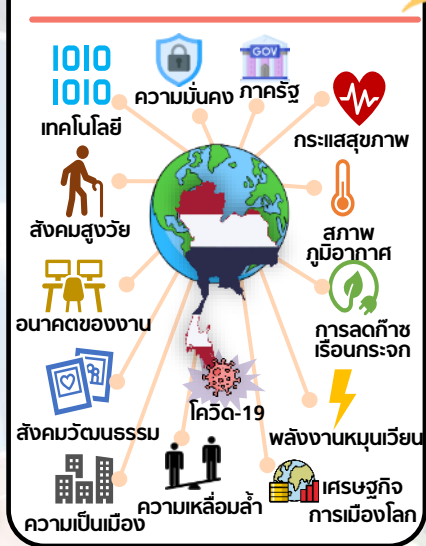 1010
1010
เทคโนโลยี
ความมั่นคง
GOV
ภาครัฐ
กระแสสุขภาพ
สังคมสูงวัย
สภาพ
ภูมิอากาศ
อนาคตของงาน
การลดก๊าซ
เรือนกระจก
สังคมวัฒนธรรม
โควิด-19
พลังงานหมุนเวียน
ความเป็นเมือง
ความเหลื่อมล้ำ
เศรษฐกิจ
การเมืองโลก